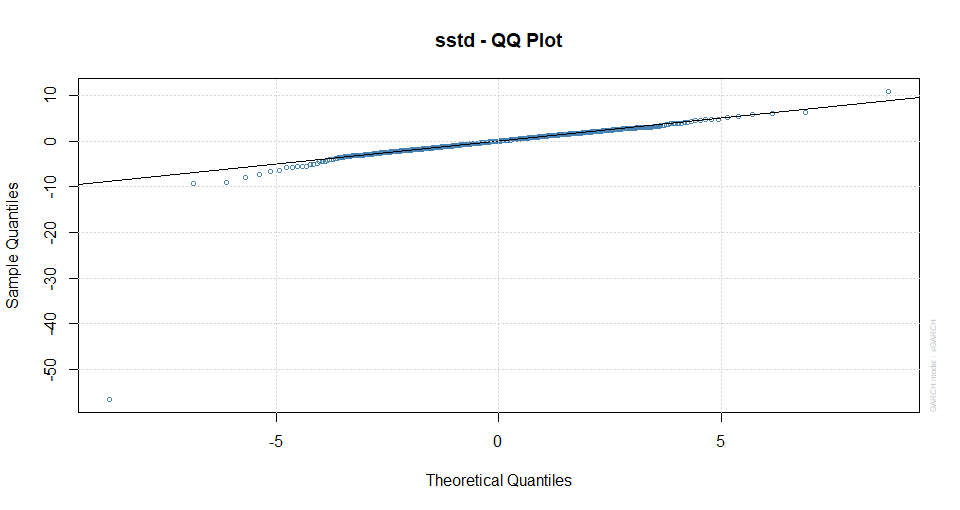 sstd - QQ Plot
10
0
-10
-20
-30
-40
-50
Sample Quantiles
-5
0
5
Theoretical Quantiles
GARCH model : sGARCH